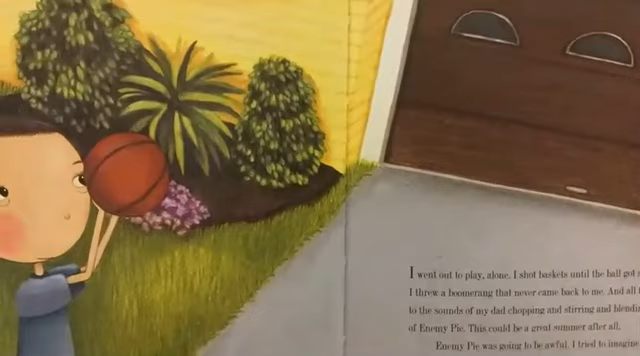 I went out to play, alone. I shot baskets until the ball got
I threw a boomerang that never came back to me. And all
to the sounds of my dad chopping and stirring and blending
of Enemy Pie. This could be a great summer after all.
Enemy Pie was going to be awful. I tried to imagine